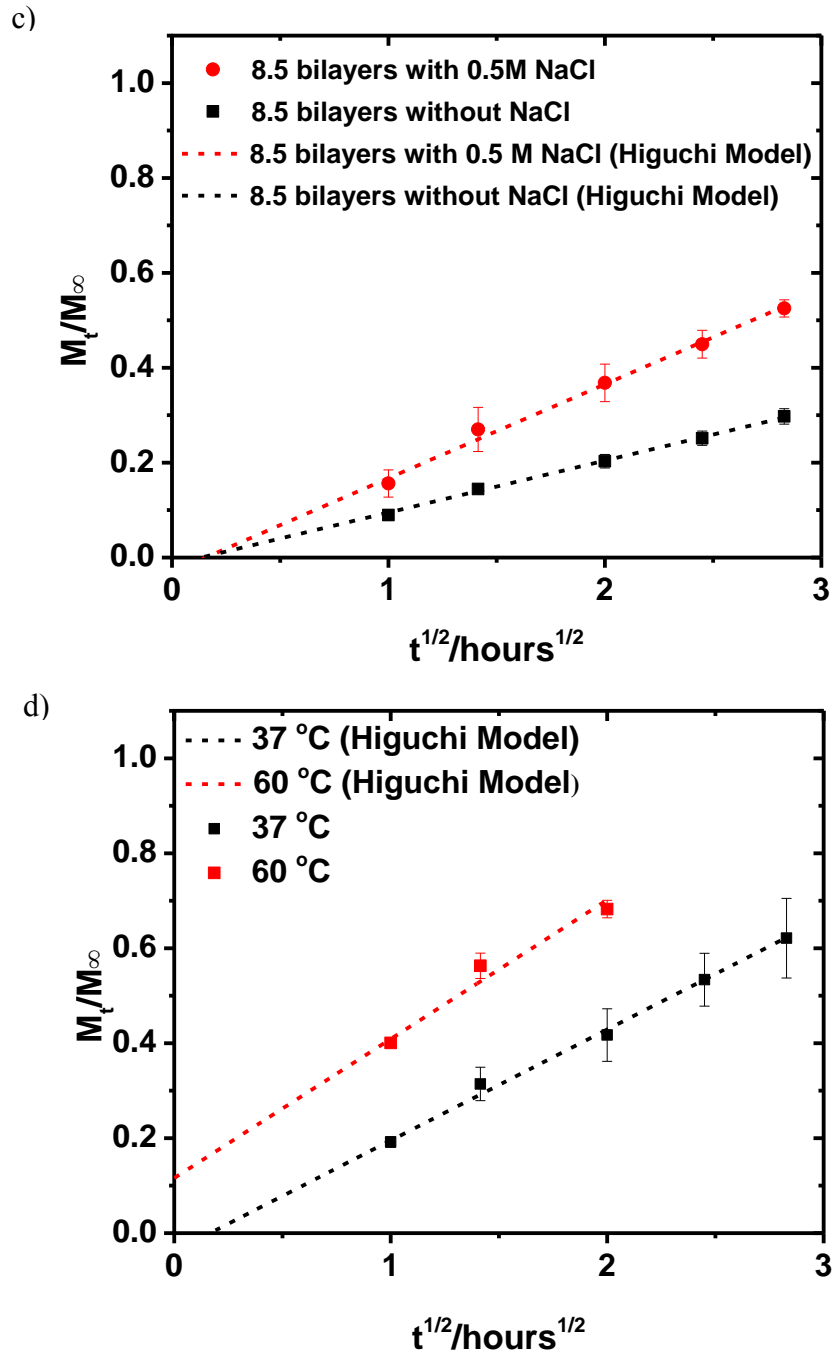 c)
1.0
8.5 bilayers with 0.5M NaCl
8.5 bilayers without NaCl
8.5 bilayers with 0.5 M NaCl (Higuchi Model)
0.8
8.5 bilayers without NaCl (Higuchi Model)
0.6
Mt/M∞
0.4
0.2
0.0
0 1 2 3
t1/2/hours1/2
d)
37 oC (Higuchi Model)
1.0
60 oC (Higuchi Model)
37 oC
0.8
60 oC
0.6
Mt/M∞
0.4
0.2
0.0
0 1 2 3
t1/2/hours1/2